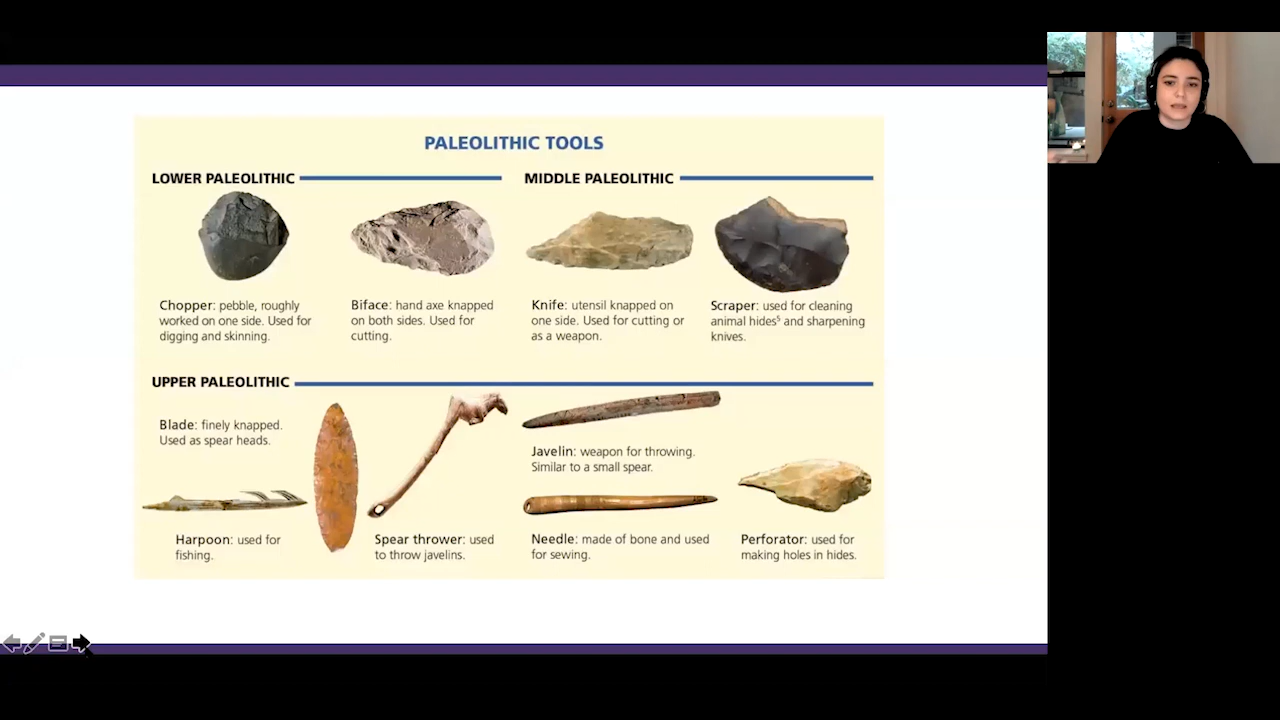 PALEOLITHIC TOOLS
LOWER PALEOLITHIC
MIDDLE PALEOLITHIC
Chopper: pebble, roughly
worked on one side. Used for
digging and skinning.
Biface: hand axe knapped
on both sides. Used for
cutting.
Knife: utensil knapped on
one side. Used for cutting or
as a weapon.
Scraper: used for cleaning
animal hides⁵ and sharpening
knives.
UPPER PALEOLITHIC
Blade: finely knapped.
Used as spear heads.
Javelin: weapon for throwing.
Similar to a small spear.
Harpoon: used for
fishing.
Spear thrower: used
to throw javelins.
Needle: made of bone and used
for sewing.
Perforator: used for
making holes in hides.